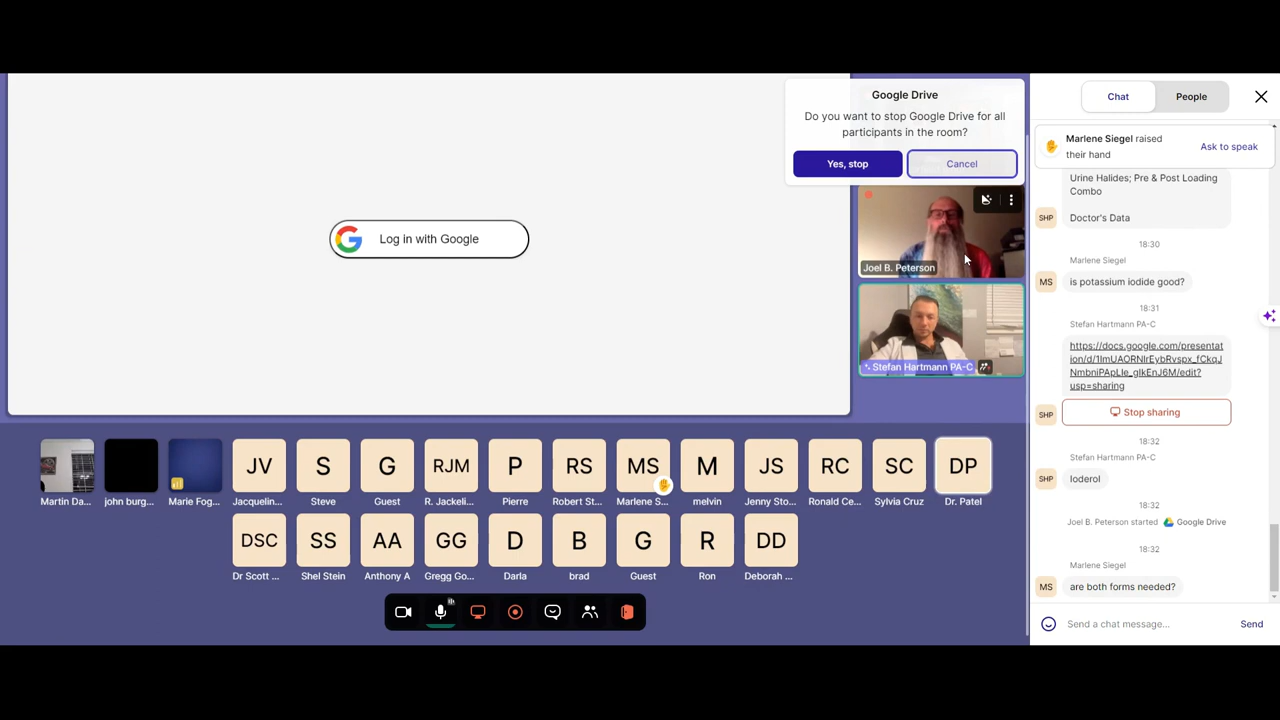 Google Drive
Do you want to stop Google Drive for all
participants in the room?
Yes, stop
Cancel
Log in with Google
Joel B. Peterson
Stefan Hartmann PA-C
Martin Da...
john burg...
Marie Fog...
JV
Jacquelin...
S
Steve
G
Guest
RJM
R. Jackeli...
P
Pierre
RS
Robert St...
MS
Marlene S...
M
melvin
JS
Jenny Sto...
RC
Ronald Ce...
SC
Sylvia Cruz
DP
Dr. Patel
DSC
Dr Scott ...
SS
Shel Stein
AA
Anthony A
GG
Gregg Go...
D
Darla
B
brad
G
Guest
R
Ron
DD
Deborah ...
Chat
People
Marlene Siegel raised
their hand
Ask to speak
Urine Halides; Pre & Post Loading
Combo
Doctor's Data
SHP
18:30
Marlene Siegel
MS
is potassium iodide good?
18:31
Stefan Hartmann PA-C
https://docs.google.com/presentat
ion/d/1ImUAORNlrEybRvspx_fCkqJ
NmbniPApLIe_gIkEnJ6M/edit?
usp=sharing
SHP
Stop sharing
18:32
Stefan Hartmann PA-C
SHP
loderol
18:32
Joel B. Peterson started Google Drive
18:32
Marlene Siegel
MS
are both forms needed?
Send a chat message...
Send